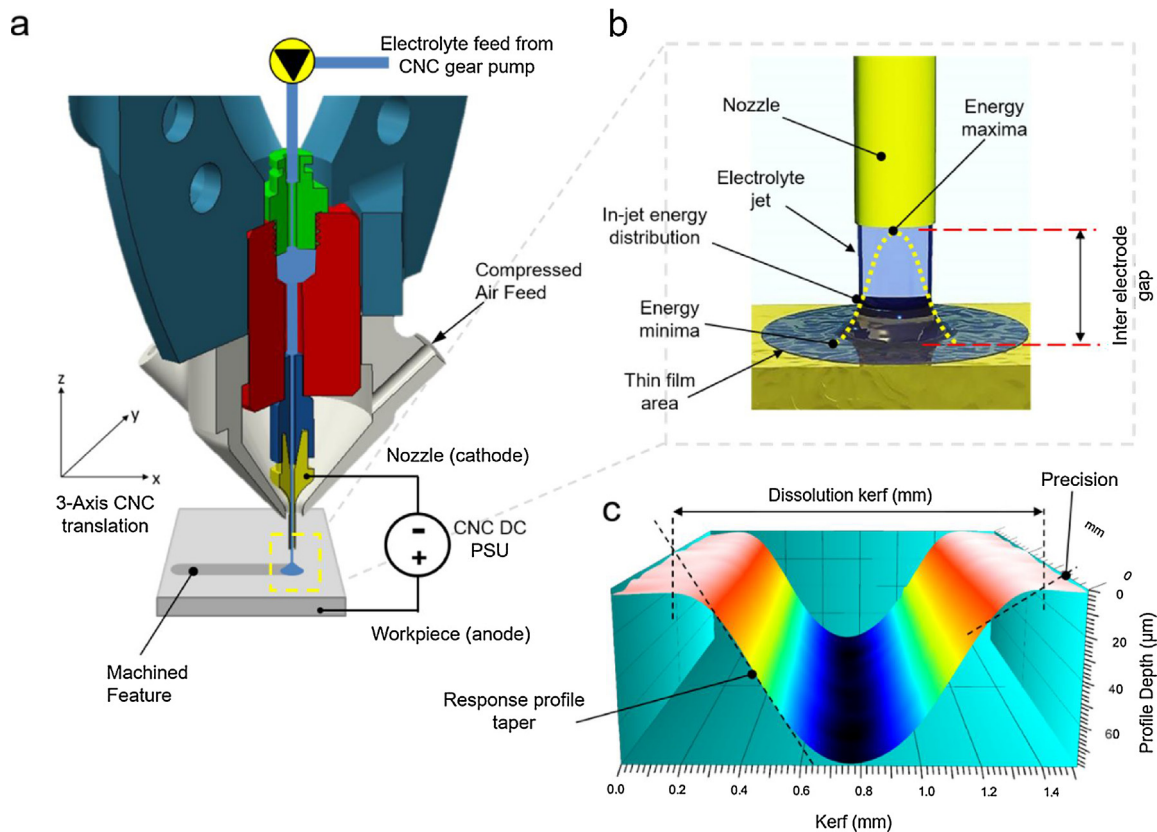 a
Electrolyte feed from
CNC gear pump
Compressed
Air Feed
z
y
x
3-Axis CNC
translation
Nozzle (cathode)
-
+
CNC DC
PSU
Workpiece (anode)
Machined
Feature
b
Nozzle
Energy
maxima
Electrolyte
jet
In-jet energy
distribution
Energy
minima
Thin film
area
Inter electrode
gap
c
Dissolution kerf (mm)
Precision
mm
0
0
20
40
60
Profile Depth (µm)
Response profile
taper
0.0 0.2 0.4 0.6 0.8 1.0 1.2 1.4
Kerf (mm)